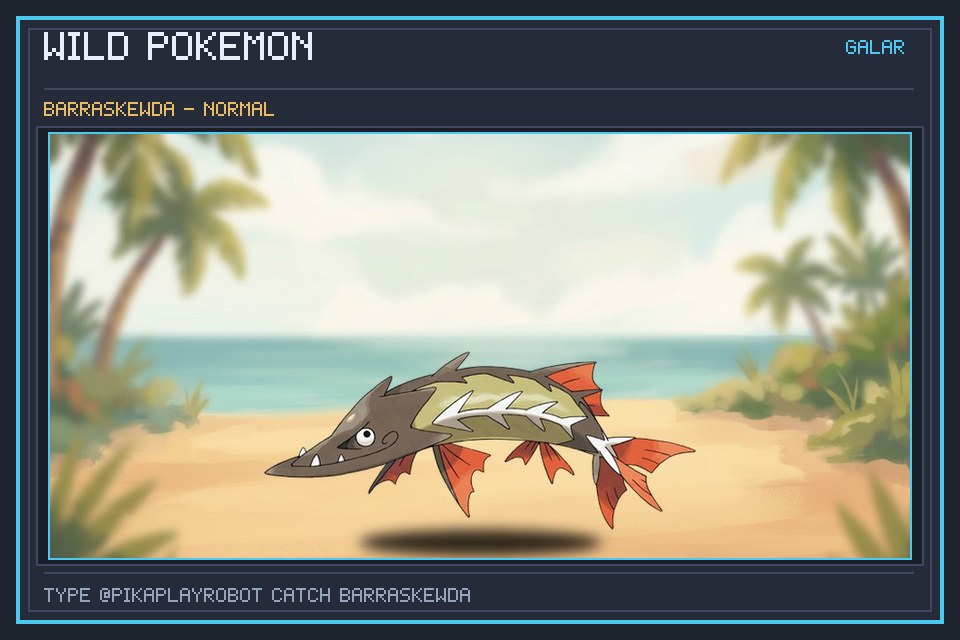 WILD POKEMON
GALAR
BARRASKEWDA - NORMAL
TYPE @PIKAPLAYROBOT CATCH BARRASKEWDA